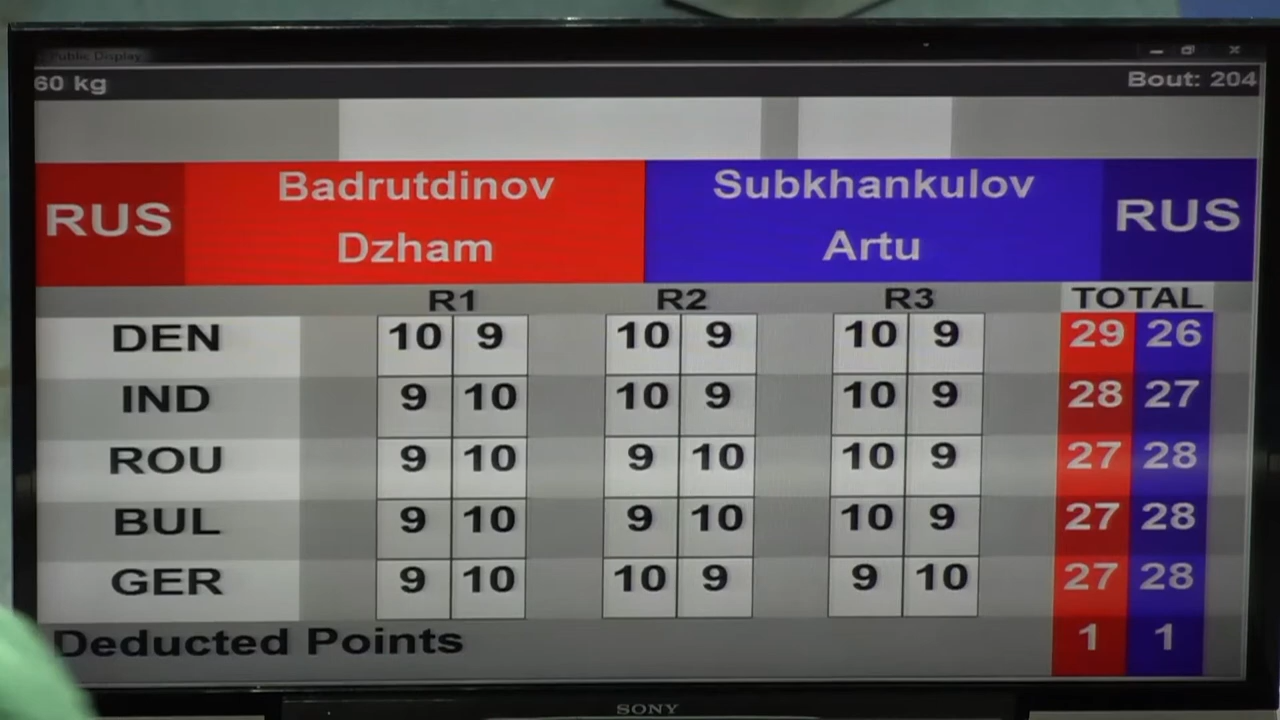 Public Display
60 kg Bout: 204
RUS Badrutdinov Dzham Subkhankulov Artu RUS
R1 R2 R3 TOTAL
DEN 10 9 10 9 10 9 29 26
IND 9 10 10 9 10 9 28 27
ROU 9 10 9 10 10 9 27 28
BUL 9 10 9 10 10 9 27 28
GER 9 10 10 9 9 10 27 28
Deducted Points 1 1
SONY